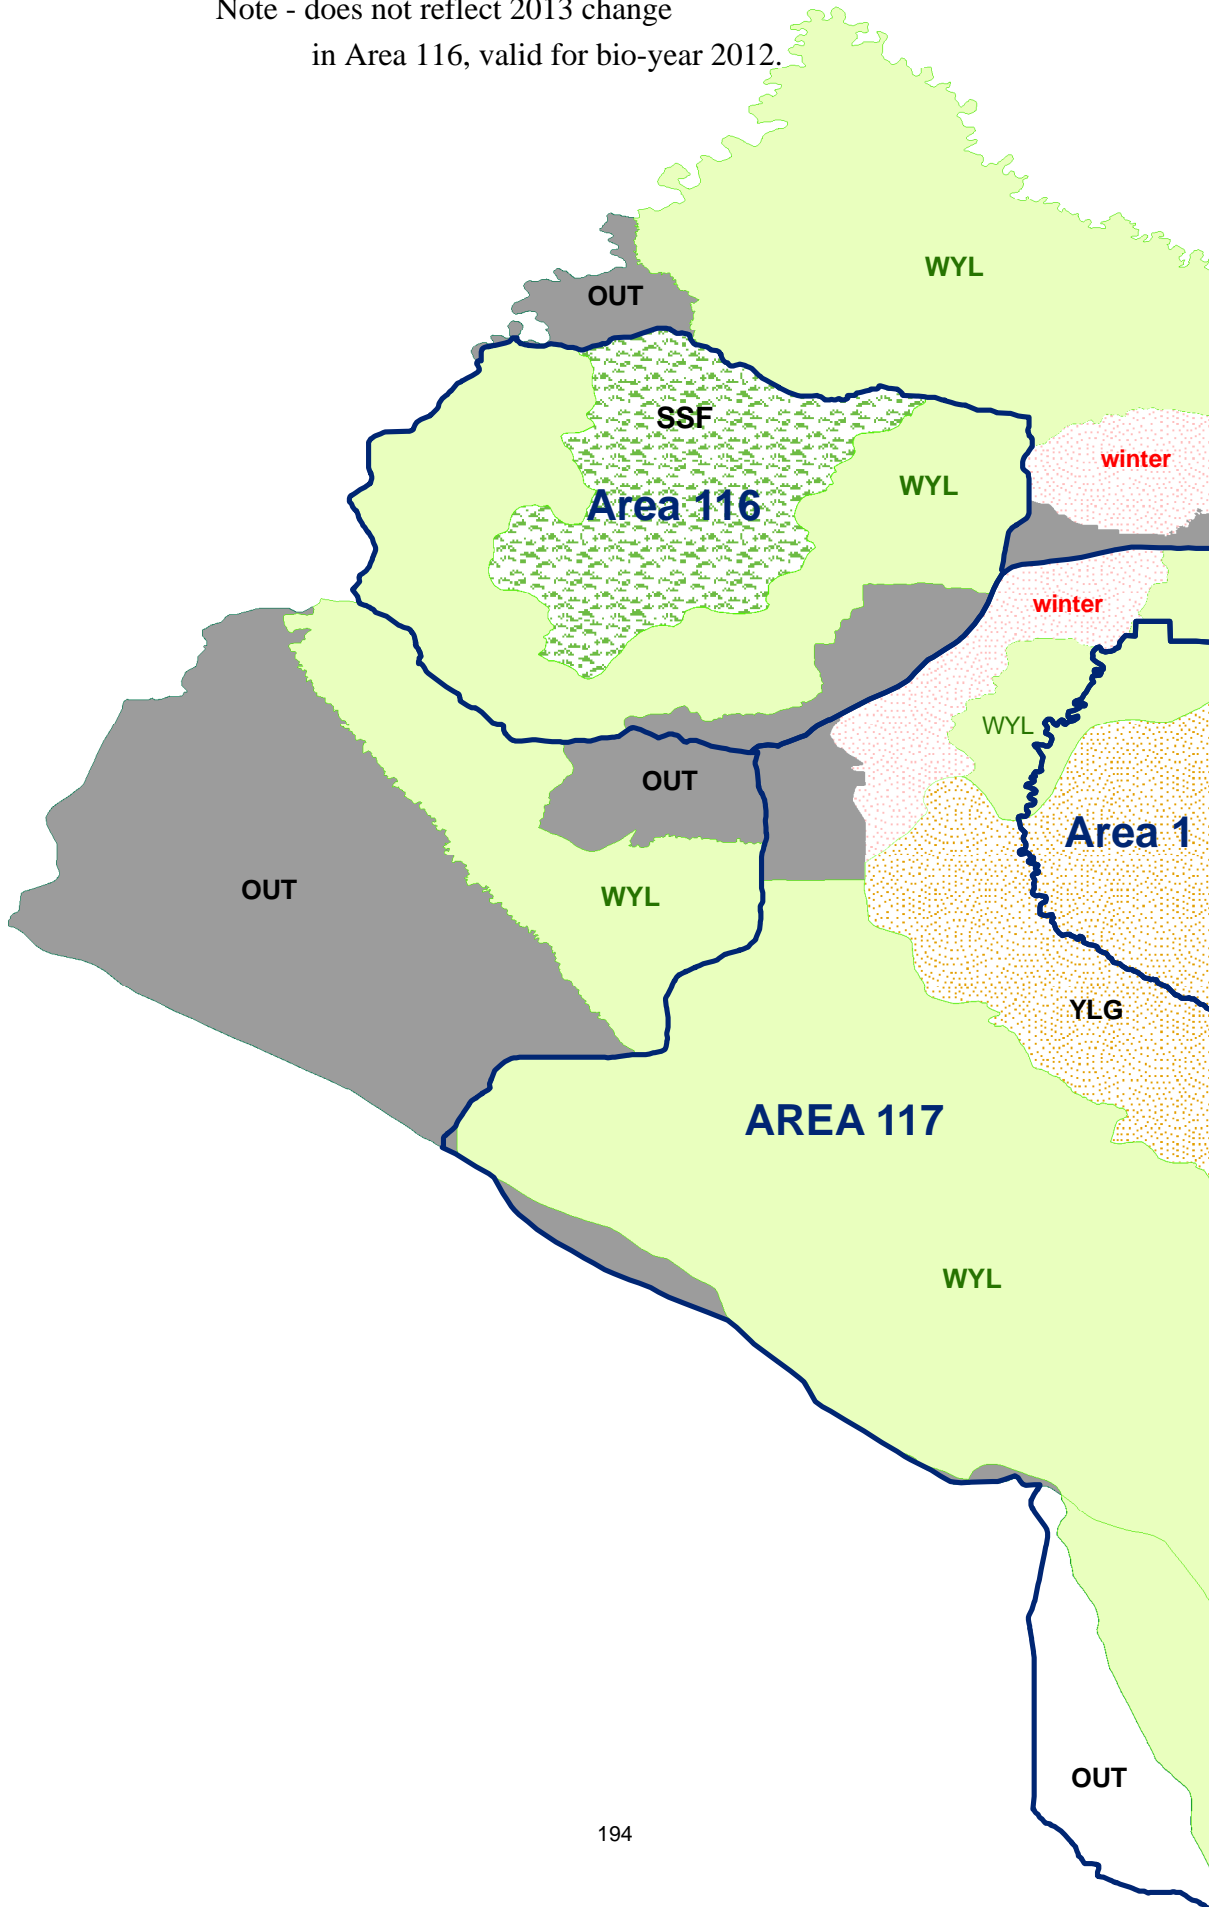 Note - does not reflect 2013 change
in Area 116, valid for bio-year 2012.
WYL
OUT
SSF
winter
WYL
Area 116
winter
WYL
OUT
Area 1
OUT
WYL
YLG
AREA 117
WYL
OUT
194